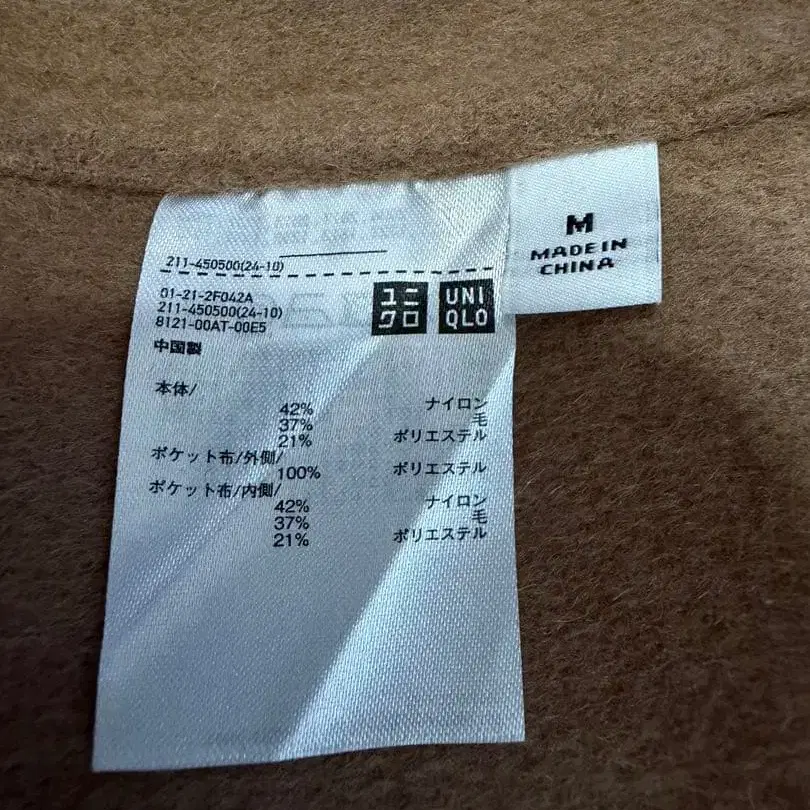 211-450500(24-10)
01-21-2F042A
211-450500(24-10)
8121-00AT-00E5
中国製
ユニ
クロ
UNI
QLO
M
MADE IN
CHINA
本体/
42% ナイロン
37% 毛
21% ポリエステル
ポケット布/外側/
100% ポリエステル
ポケット布/内側/
42% ナイロン
37% 毛
21% ポリエステル